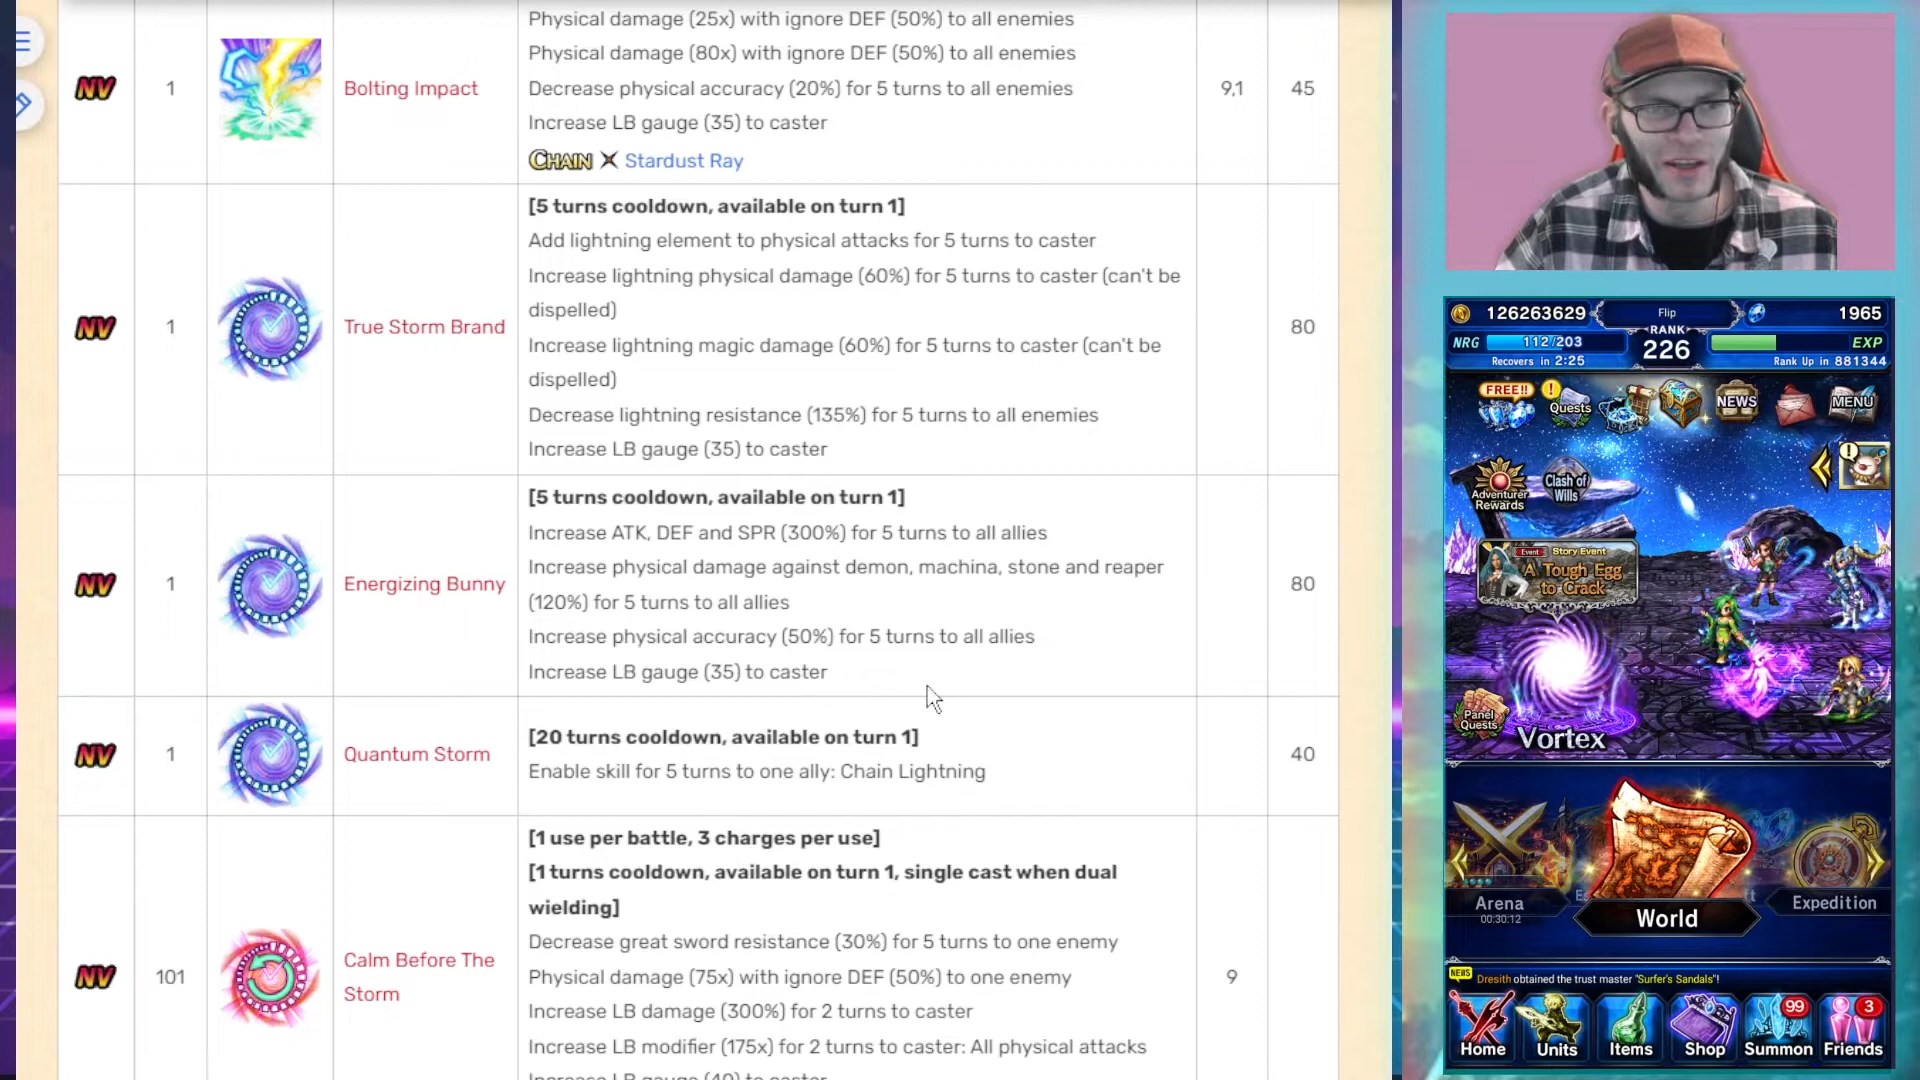 Physical damage (25x) with ignore DEF (50%) to all enemies
NV
1
Bolting Impact
Physical damage (80x) with ignore DEF (50%) to all enemies
Decrease physical accuracy (20%) for 5 turns to all enemies
Increase LB gauge (35) to caster
CHAIN Stardust Ray
9,1
45
NV
1
True Storm Brand
[5 turns cooldown, available on turn 1]
Add lightning element to physical attacks for 5 turns to caster
Increase lightning physical damage (60%) for 5 turns to caster (can't be
dispelled)
Increase lightning magic damage (60%) for 5 turns to caster (can't be
dispelled)
Decrease lightning resistance (135%) for 5 turns to all enemies
Increase LB gauge (35) to caster
80
NV
1
Energizing Bunny
[5 turns cooldown, available on turn 1]
Increase ATK, DEF and SPR (300%) for 5 turns to all allies
Increase physical damage against demon, machina, stone and reaper
(120%) for 5 turns to all allies
Increase physical accuracy (50%) for 5 turns to all allies
Increase LB gauge (35) to caster
80
NV
1
Quantum Storm
[20 turns cooldown, available on turn 1]
Enable skill for 5 turns to one ally: Chain Lightning
40
NV
101
Calm Before The
Storm
[1 use per battle, 3 charges per use]
[1 turns cooldown, available on turn 1, single cast when dual
wielding]
Decrease great sword resistance (30%) for 5 turns to one enemy
Physical damage (75x) with ignore DEF (50%) to one enemy
Increase LB damage (300%) for 2 turns to caster
Increase LB modifier (175x) for 2 turns to caster: All physical attacks
Increase LB gauge (40) to caster
9
126263629
Flip
1965
RANK
226
NRG 112/203
Recovers in 2:25
EXP
Rank Up in 881344
FREE!!
Quests
NEWS
MENU
Adventurer
Rewards
Clash of
Wills
Event Story Event
A Tough Egg
to Crack
Panel
Quests
Vortex
Arena
00:30:12
World
Expedition
NEWS Dresith obtained the trust master "Surfer's Sandals"!
Home
Units
Items
Shop
99
Summon
3
Friends